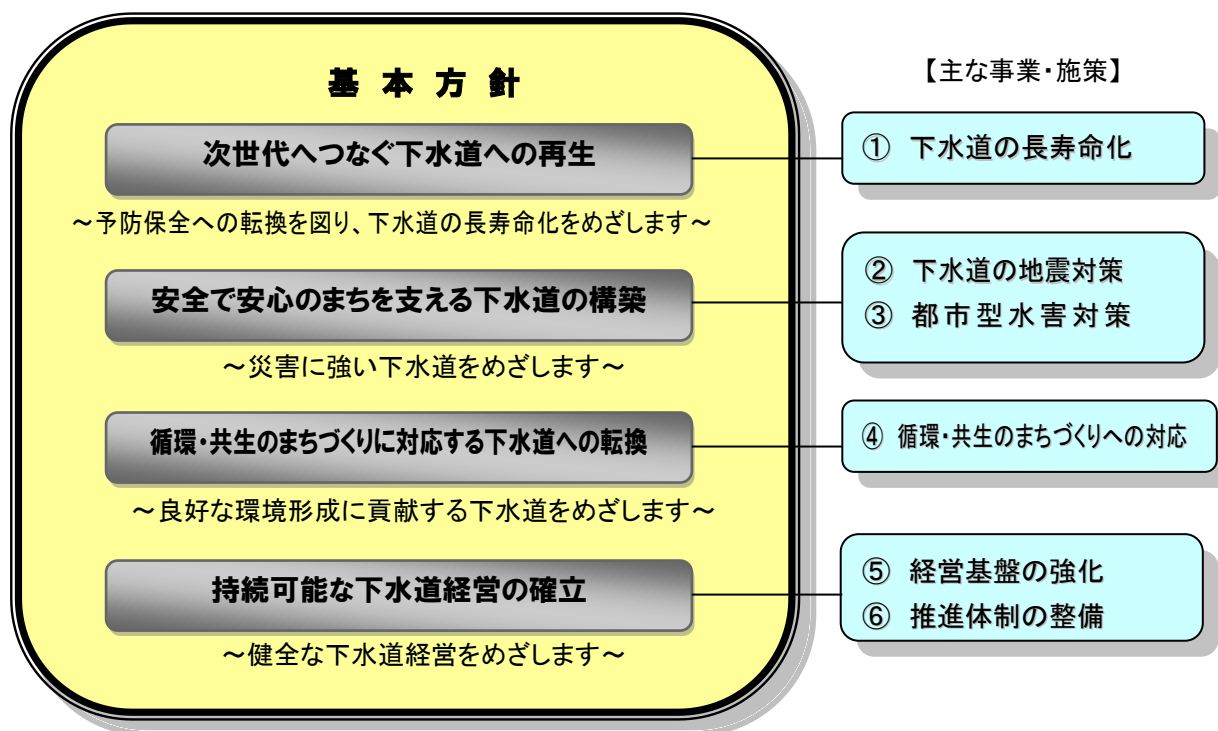 基本方針
【主な事業・施策】
次世代へつなぐ下水道への再生
① 下水道の長寿命化
～予防保全への転換を図り、下水道の長寿命化をめざします～
安全で安心のまちを支える下水道の構築
② 下水道の地震対策
③ 都市型水害対策
～災害に強い下水道をめざします～
循環・共生のまちづくりに対応する下水道への転換
④ 循環・共生のまちづくりへの対応
～良好な環境形成に貢献する下水道をめざします～
持続可能な下水道経営の確立
⑤ 経営基盤の強化
⑥ 推進体制の整備
～健全な下水道経営をめざします～